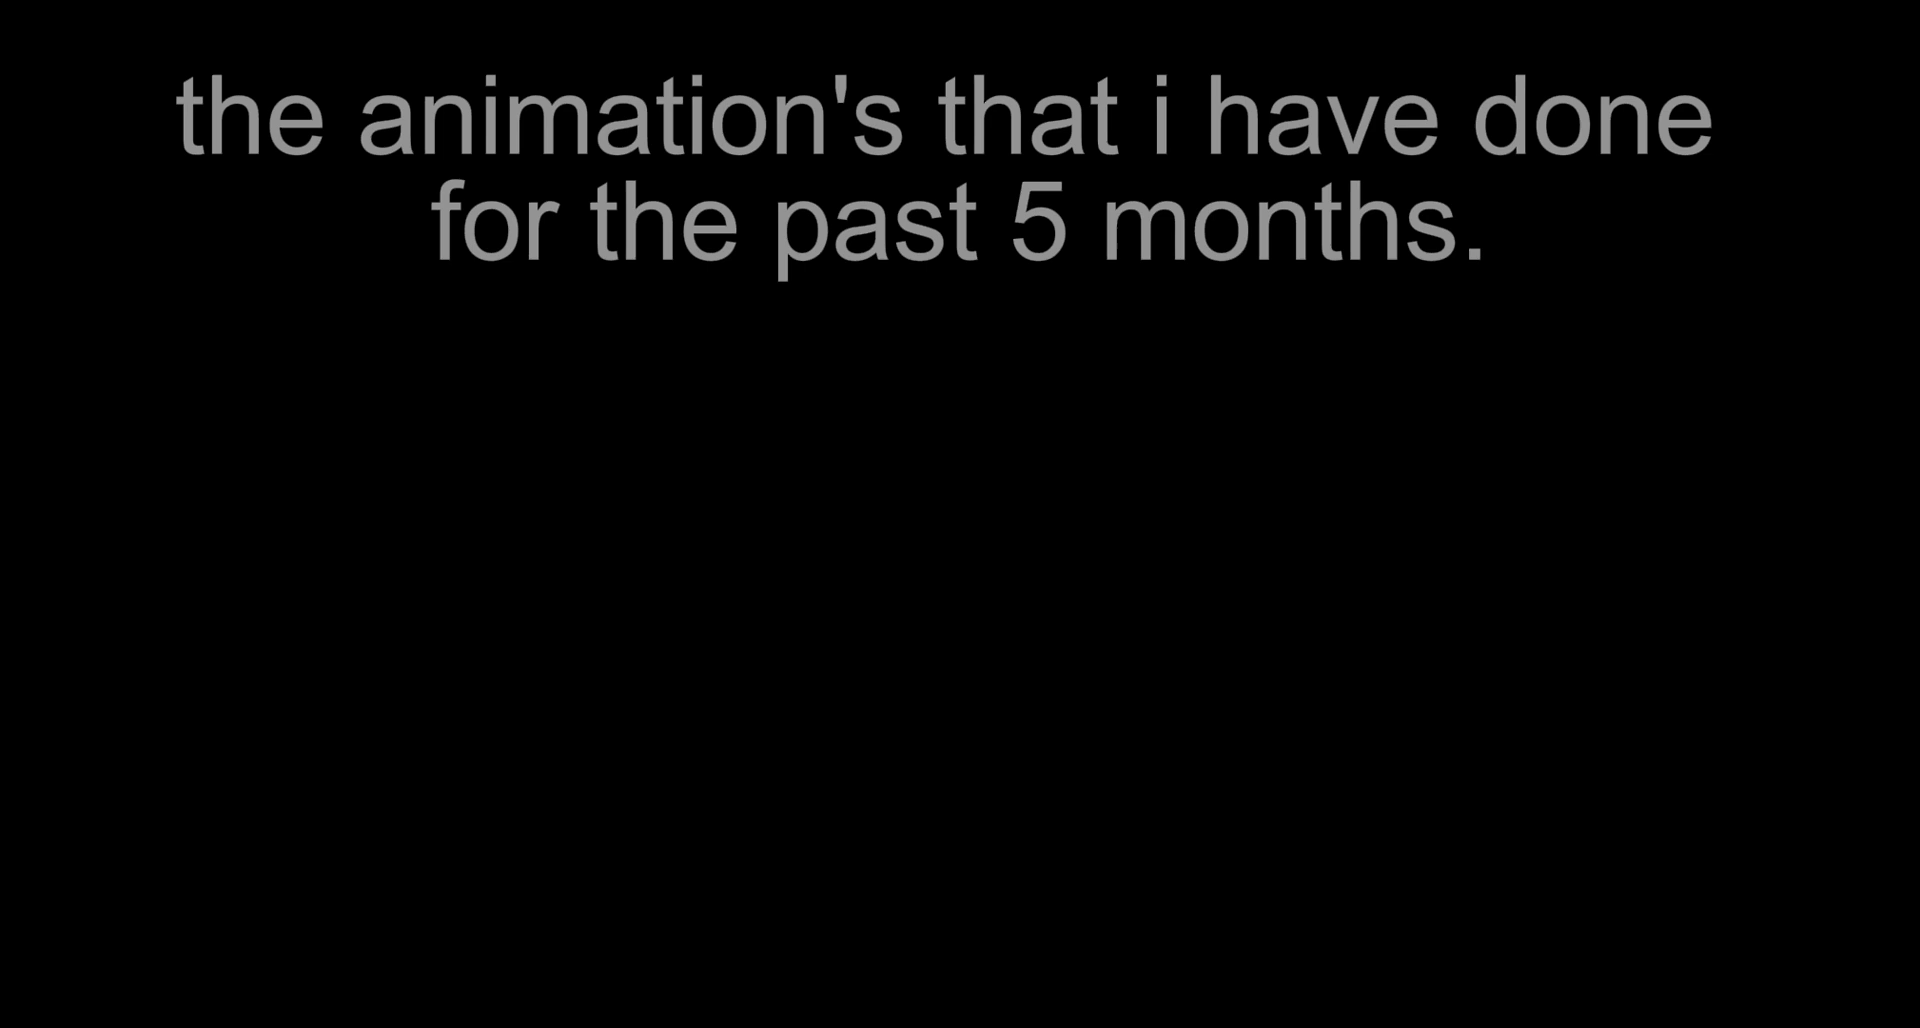 the animation's that i have done
for the past 5 months.